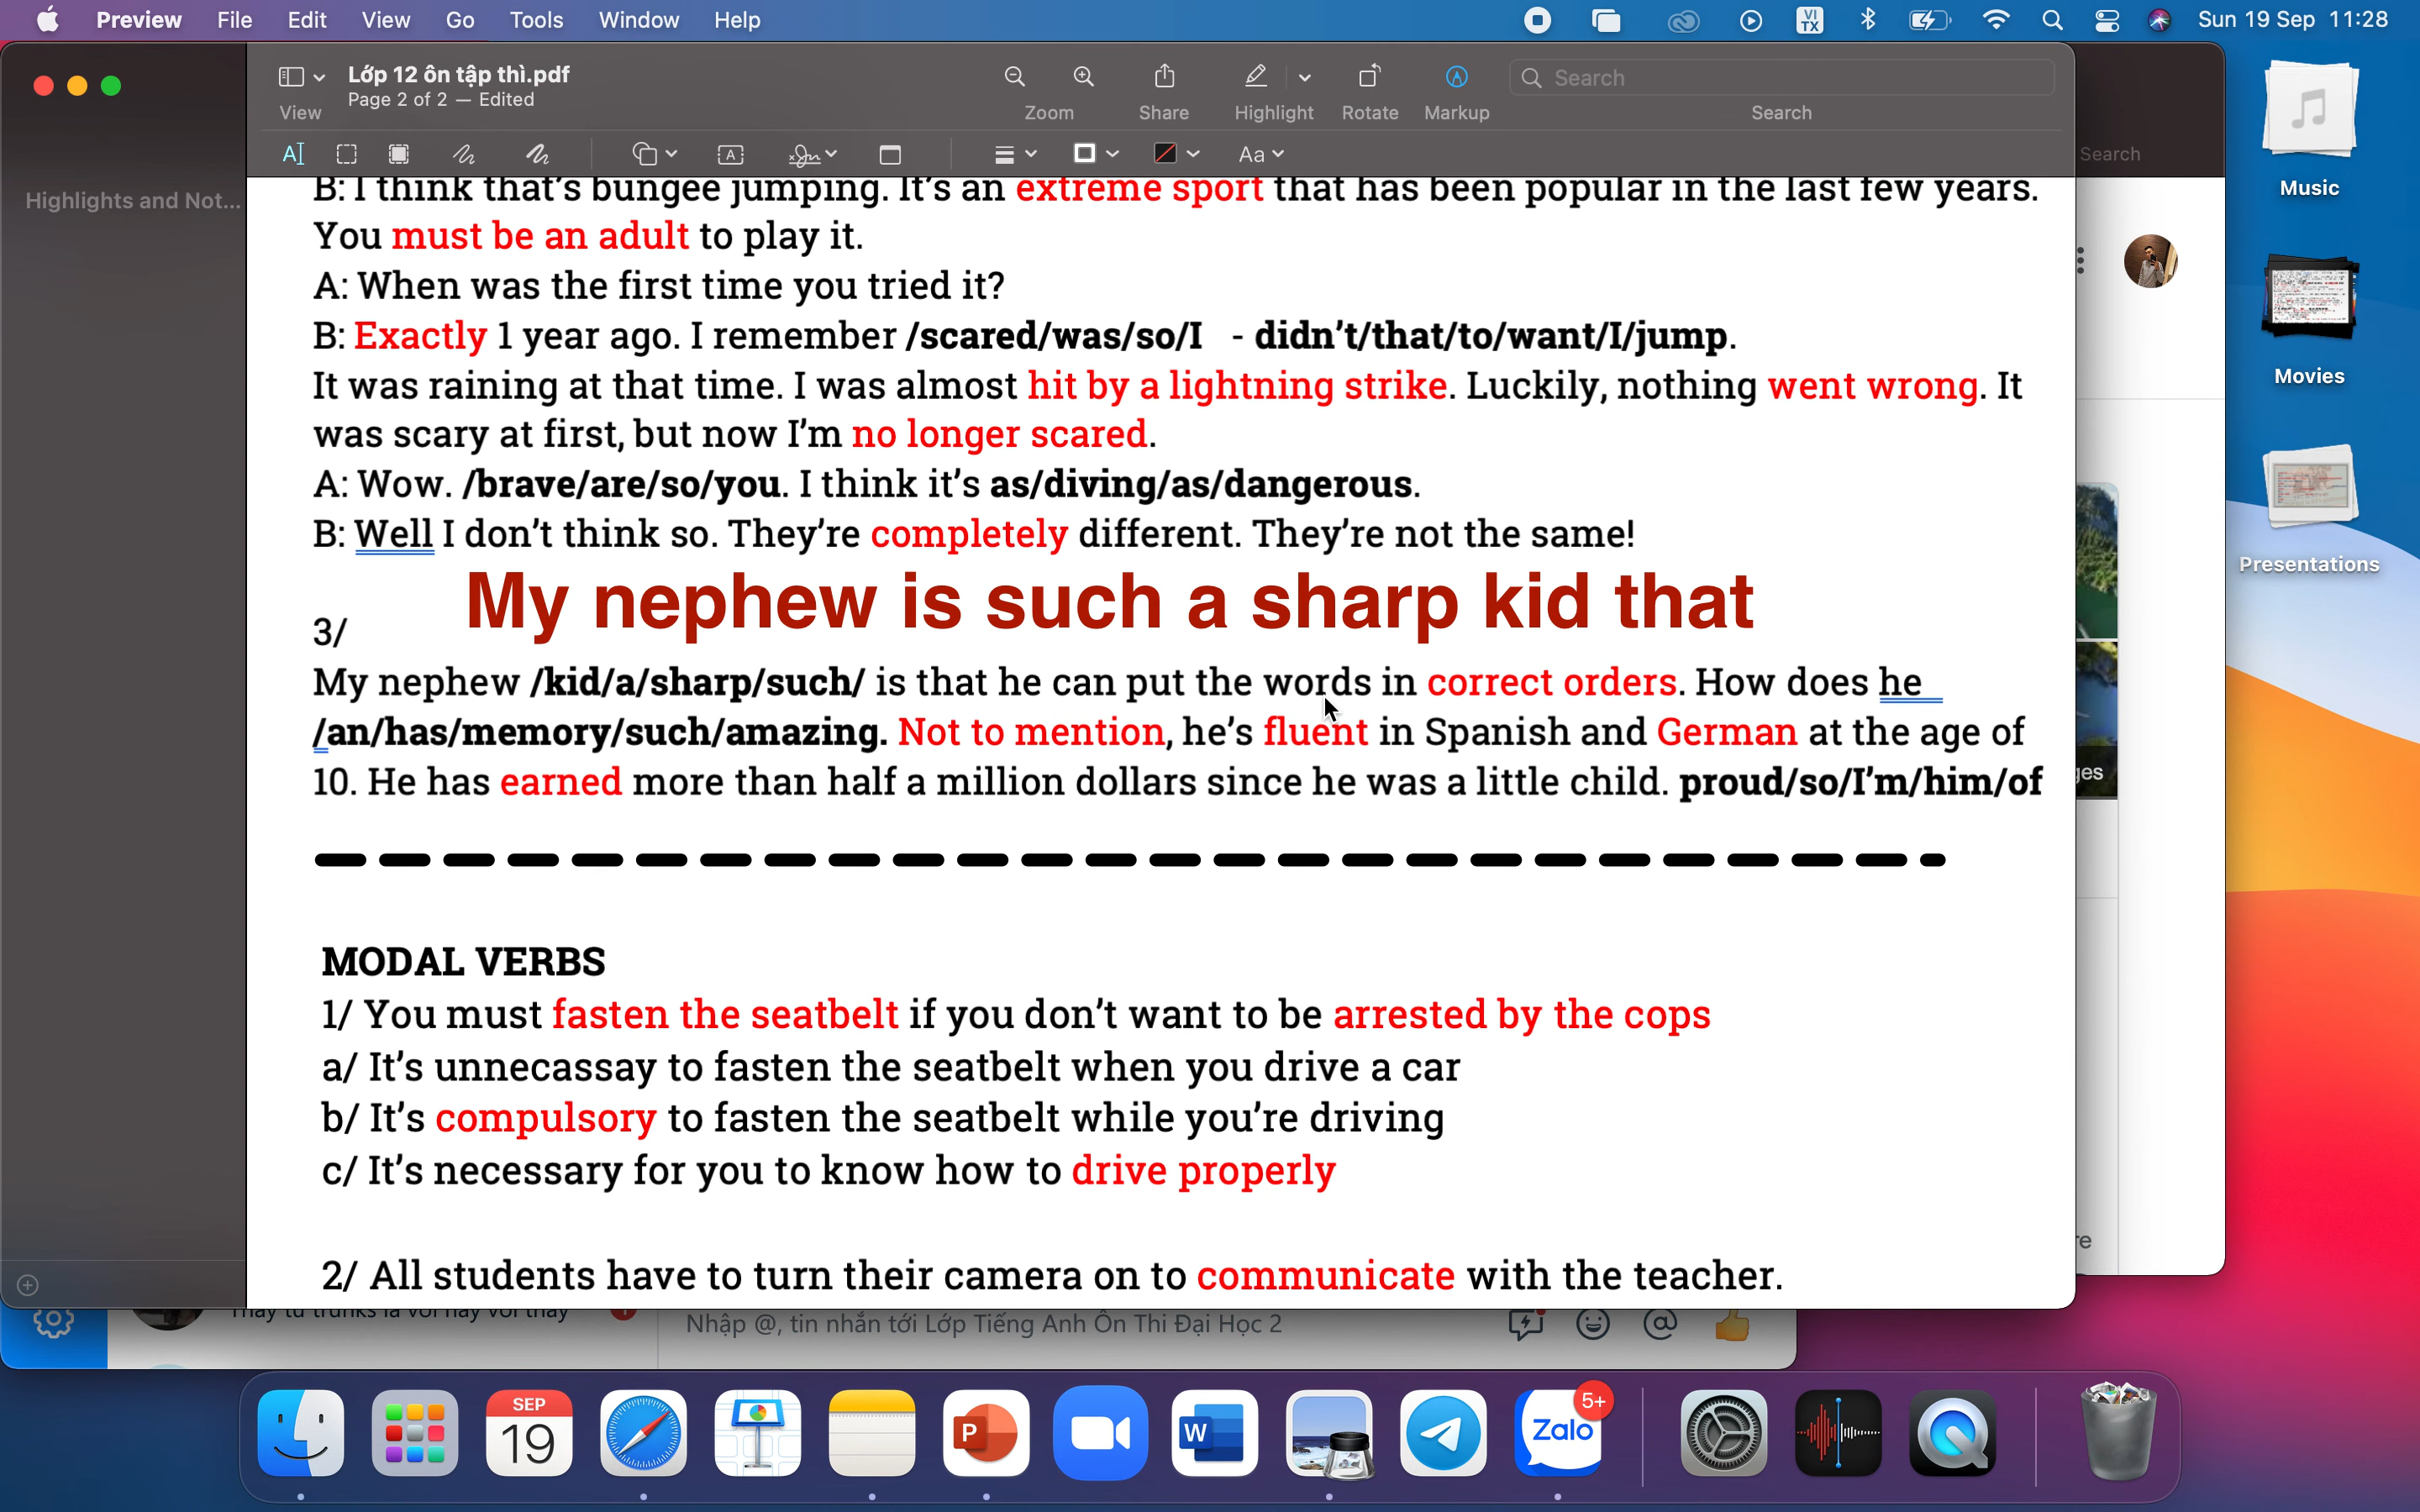 Preview File Edit View Go Tools Window Help VI TX Sun 19 Sep 11:28
Lớp 12 ôn tập thì.pdf
Page 2 of 2 — Edited
Search
View Zoom Share Highlight Rotate Markup Search
A A Aa
Search
Highlights and Not...
Music
Movies
Presentations
B: I think that's bungee jumping. It's an extreme sport that has been popular in the last few years.
You must be an adult to play it.
A: When was the first time you tried it?
B: Exactly 1 year ago. I remember /scared/was/so/I - didn't/that/to/want/I/jump.
It was raining at that time. I was almost hit by a lightning strike. Luckily, nothing went wrong. It
was scary at first, but now I'm no longer scared.
A: Wow. /brave/are/so/you. I think it's as/diving/as/dangerous.
B: Well I don't think so. They're completely different. They're not the same!
My nephew is such a sharp kid that
3/
My nephew /kid/a/sharp/such/ is that he can put the words in correct orders. How does he
/an/has/memory/such/amazing. Not to mention, he's fluent in Spanish and German at the age of
10. He has earned more than half a million dollars since he was a little child. proud/so/I'm/him/of
MODAL VERBS
1/ You must fasten the seatbelt if you don't want to be arrested by the cops
a/ It's unnecassay to fasten the seatbelt when you drive a car
b/ It's compulsory to fasten the seatbelt while you're driving
c/ It's necessary for you to know how to drive properly
2/ All students have to turn their camera on to communicate with the teacher.
Nhập @, tin nhắn tới Lớp Tiếng Anh Ôn Thi Đại Học 2
SEP
19
P
W
Zalo
5+